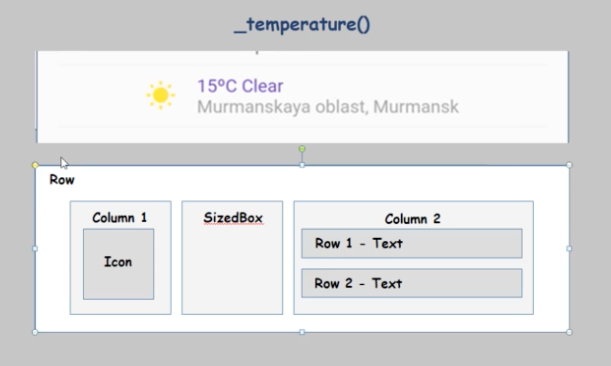 _temperature()
15ºC Clear
Murmanskaya oblast, Murmansk
Row
Column 1
Icon
SizedBox
Column 2
Row 1 - Text
Row 2 - Text